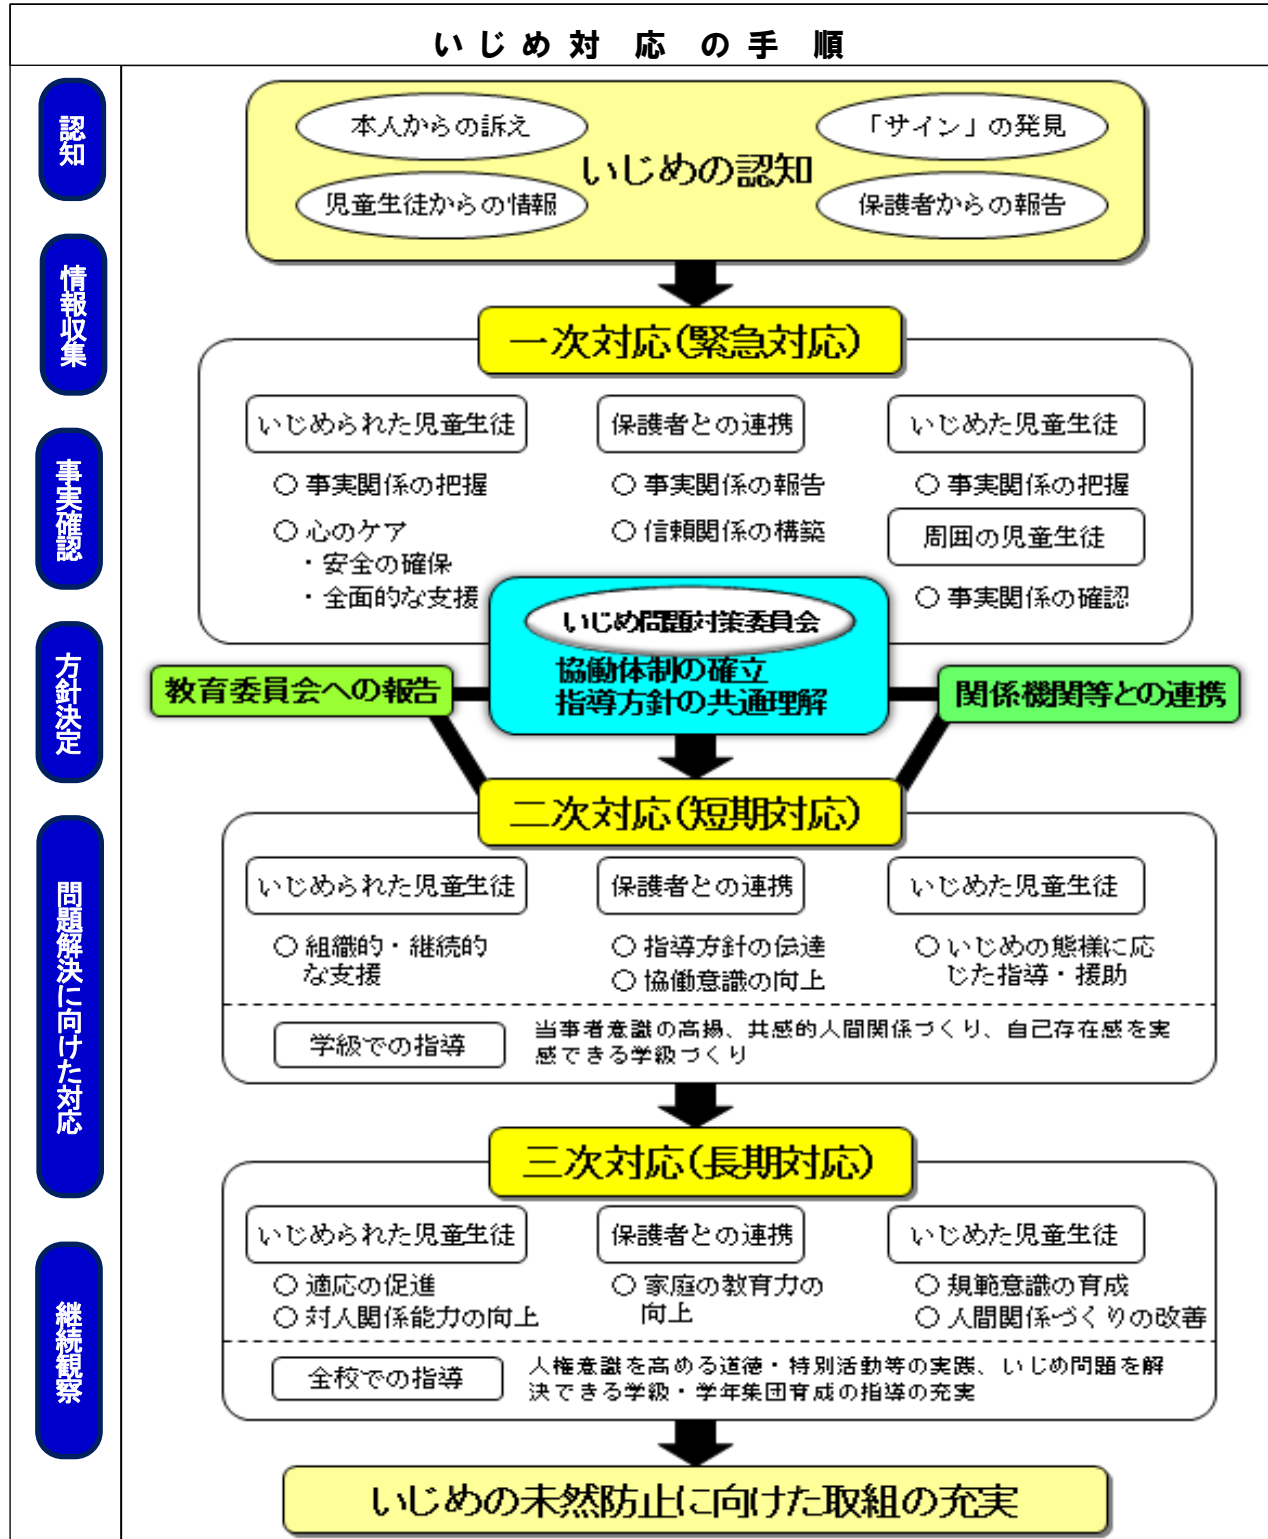 いじめ対応の手順
認知
本人からの訴え
「サイン」の発見
いじめの認知
児童生徒からの情報
保護者からの報告
情報収集
一次対応(緊急対応)
いじめられた児童生徒
保護者との連携
いじめた児童生徒
事実確認
○ 事実関係の把握
○ 事実関係の報告
○ 事実関係の把握
○ 心のケア
・安全の確保
・全面的な支援
○ 信頼関係の構築
周囲の児童生徒
○ 事実関係の確認
いじめ問題対策委員会
協働体制の確立
指導方針の共通理解
方針決定
教育委員会への報告
関係機関等との連携
二次対応(短期対応)
問題解決に向けた対応
いじめられた児童生徒
保護者との連携
いじめた児童生徒
○ 組織的・継続的
な支援
○ 指導方針の伝達
○ 協働意識の向上
○ いじめの態様に応
じた指導・援助
学級での指導
当事者意識の高揚、共感的人間関係づくり、自己存在感を実
感できる学級づくり
三次対応(長期対応)
いじめられた児童生徒
保護者との連携
いじめた児童生徒
継続観察
○ 適応の促進
○ 対人関係能力の向上
○ 家庭の教育力の
向上
○ 規範意識の育成
○ 人間関係づくりの改善
全校での指導
人権意識を高める道徳・特別活動等の実践、いじめ問題を解
決できる学級・学年集団育成の指導の充実
いじめの未然防止に向けた取組の充実